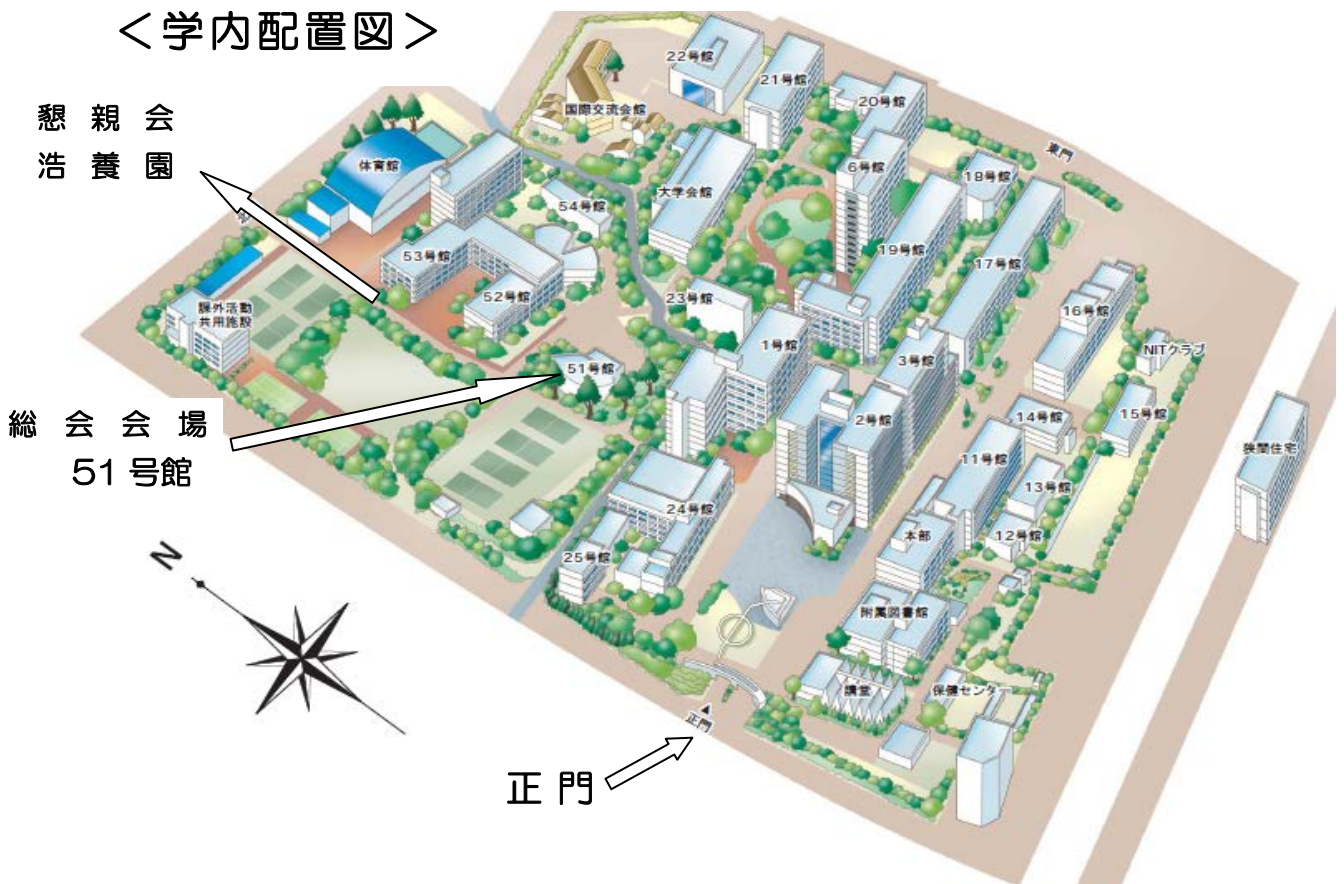 <学内配置図>
22号館
21号館
20号館
国際交流会館
懇親会
浩養園
体育館
東門
6号館
18号館
大学会館
54号館
19号館
17号館
53号館
52号館
23号館
課外活動
共用施設
16号館
1号館
3号館
NITクラブ
51号館
総会会場
51号館
14号館
15号館
2号館
11号館
狭間住宅
13号館
24号館
本部
12号館
25号館
N
附属図書館
講堂
保健センター
正門
正門